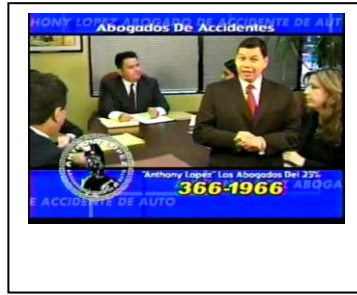 HONY LOPEZ ABOGADO DE ACCIDENTE DE AUT
Abogados De Accidentes
"Anthony Lopez" Los Abogados Del 25%
366-1966
ABOGA
E ACCIDENTE DE AUTO